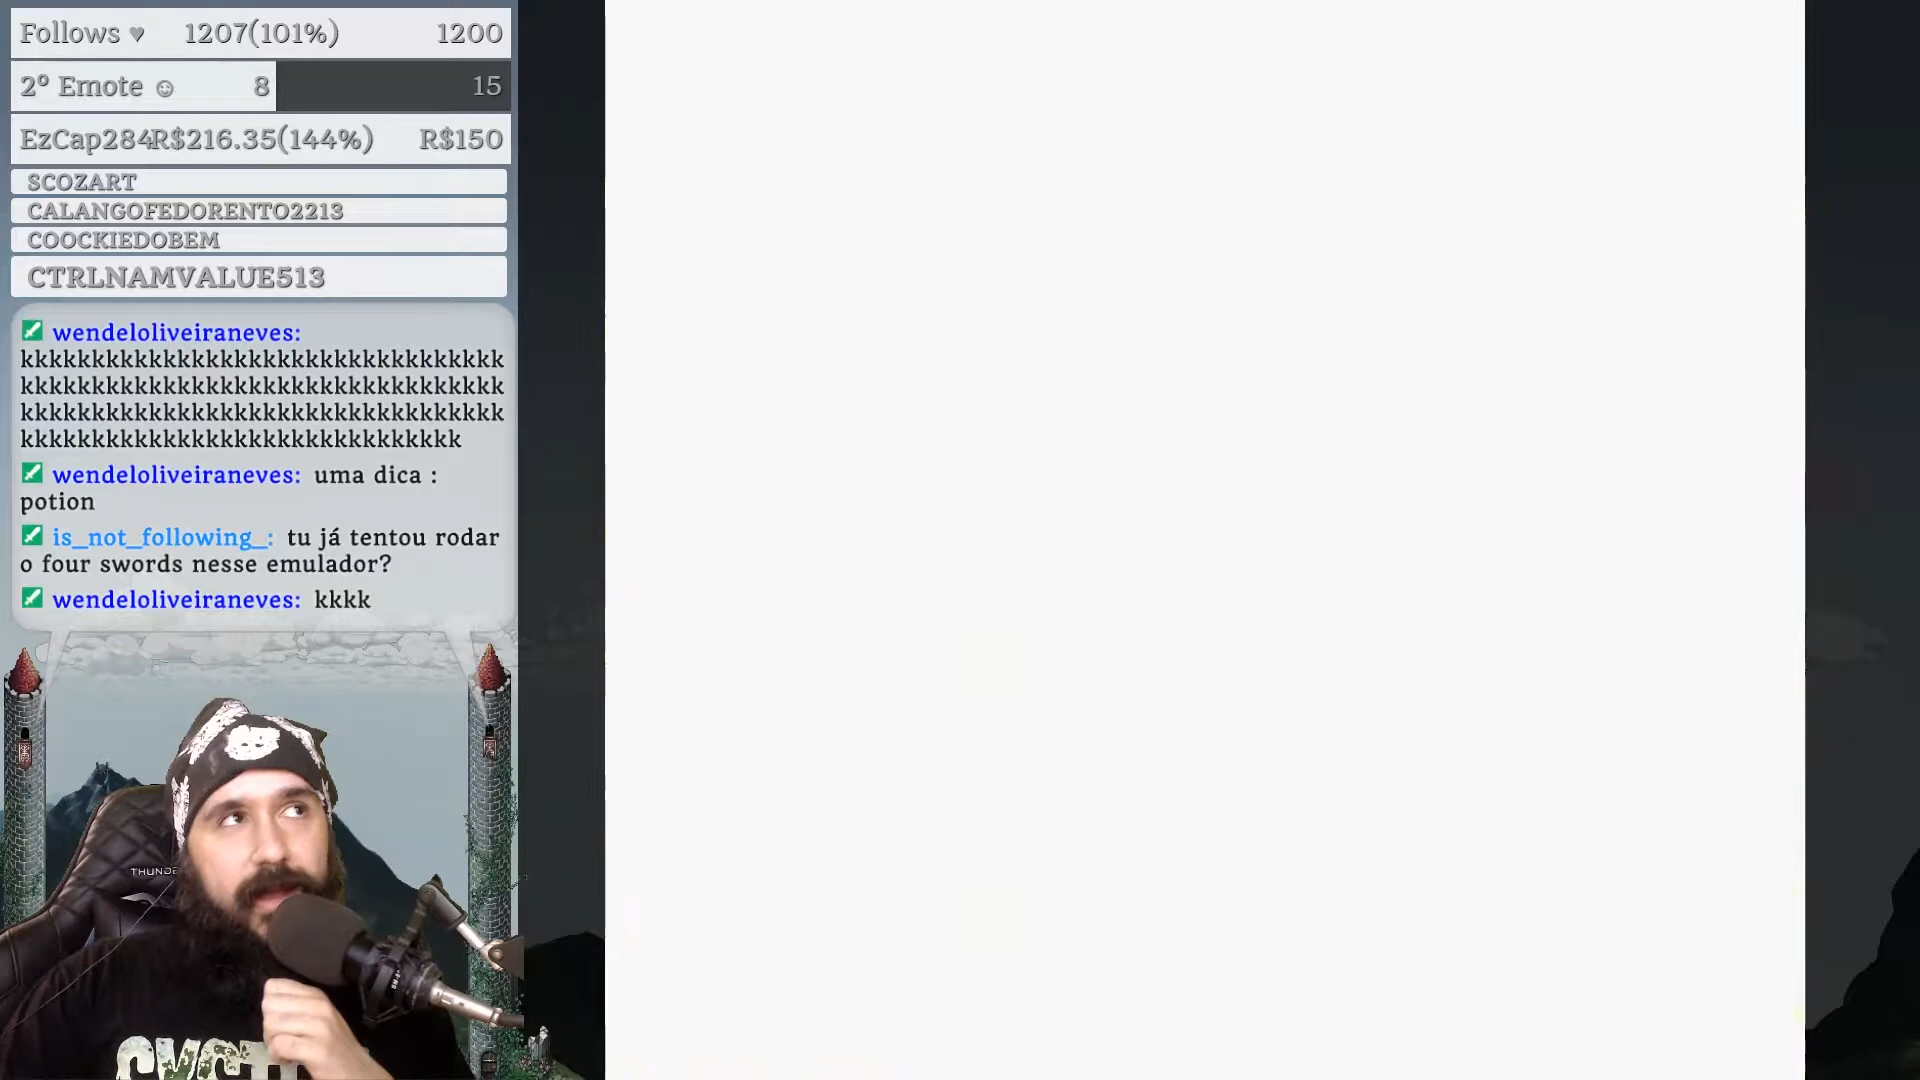 Follows ♥ 1207(101%) 1200
2º Emote ☺ 8 15
EzCap284R$216.35(144%) R$150
SCOZART
CALANGOFEDORENTO2213
COOCKIEDOBEM
CTRLNAMVALUE513
wendeloliveiraneves:
kkkkkkkkkkkkkkkkkkkkkkkkkkkkkkkkkk
kkkkkkkkkkkkkkkkkkkkkkkkkkkkkkkkkk
kkkkkkkkkkkkkkkkkkkkkkkkkkkkkkkkkk
kkkkkkkkkkkkkkkkkkkkkkkkkkkkkkk
wendeloliveiraneves: uma dica :
potion
is_not_following_: tu já tentou rodar
o four swords nesse emulador?
wendeloliveiraneves: kkkk